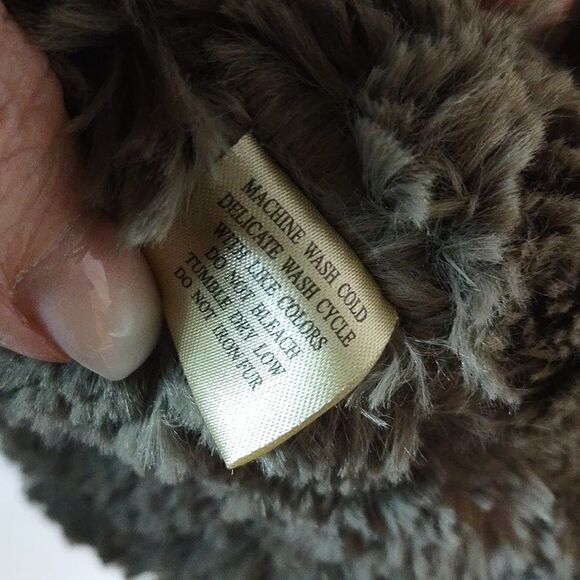 MACHINE WASH COLD
DELICATE WASH CYCLE
WITH LIKE COLORS
DO NOT BLEACH
TUMBLE DRY LOW
DO NOT IRON/FUR